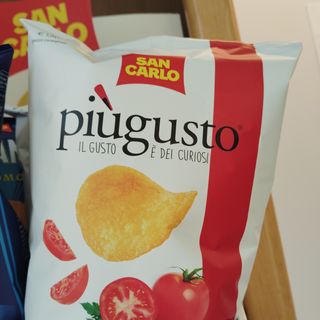 SAN
CARLO
SAN
CARLO
piùgusto®
IL GUSTO È DEI CURIOSI